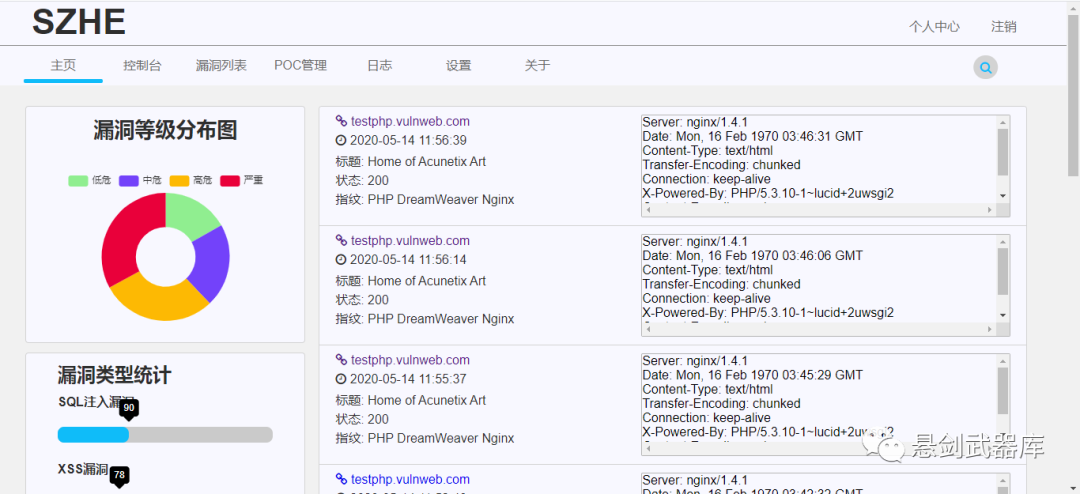 SZHE
个人中心 注销
主页 控制台 漏洞列表 POC管理 日志 设置 关于
漏洞等级分布图
低危 中危 高危 严重
漏洞类型统计
SQL注入漏洞
90
XSS漏洞
78
testphp.vulnweb.com
2020-05-14 11:56:39
标题: Home of Acunetix Art
状态: 200
指纹: PHP DreamWeaver Nginx
Server: nginx/1.4.1
Date: Mon, 16 Feb 1970 03:46:31 GMT
Content-Type: text/html
Transfer-Encoding: chunked
Connection: keep-alive
X-Powered-By: PHP/5.3.10-1~lucid+2uwsgi2
testphp.vulnweb.com
2020-05-14 11:56:14
标题: Home of Acunetix Art
状态: 200
指纹: PHP DreamWeaver Nginx
Server: nginx/1.4.1
Date: Mon, 16 Feb 1970 03:46:06 GMT
Content-Type: text/html
Transfer-Encoding: chunked
Connection: keep-alive
X-Powered-By: PHP/5.3.10-1~lucid+2uwsgi2
testphp.vulnweb.com
2020-05-14 11:55:37
标题: Home of Acunetix Art
状态: 200
指纹: PHP DreamWeaver Nginx
Server: nginx/1.4.1
Date: Mon, 16 Feb 1970 03:45:29 GMT
Content-Type: text/html
Transfer-Encoding: chunked
Connection: keep-alive
X-Powered-By: PHP/5.3.10-1~lucid+2uwsgi2
testphp.vulnweb.com
Server: nginx/1.4.1
Date: Mon, 16 Feb 1970 03:42:32 GMT
悬剑武器库